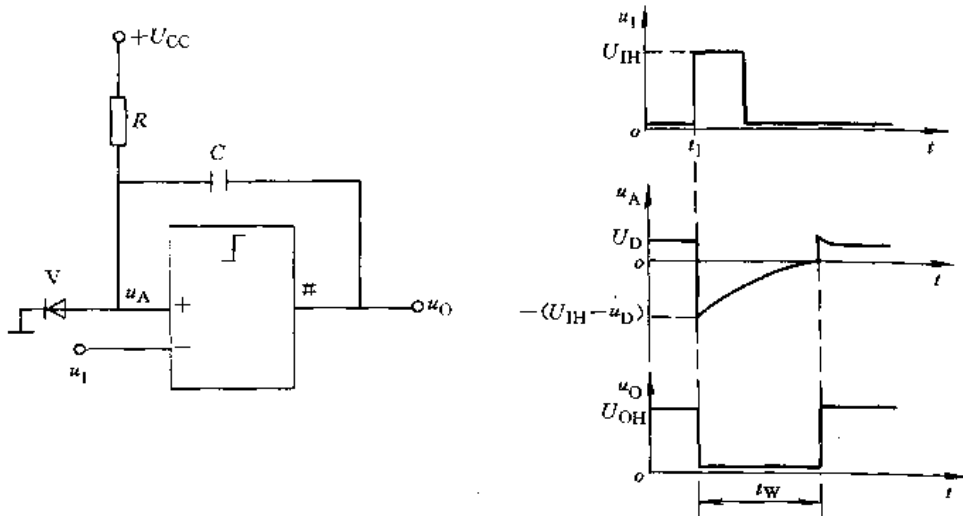 +U_CC
R
C
V
u_A
+
#
u_O
−
u_I
u_I
U_IH
o
t_1
t
u_A
U_D
o
t
−(U_IH−u_D)
u_O
U_OH
o
t
t_W